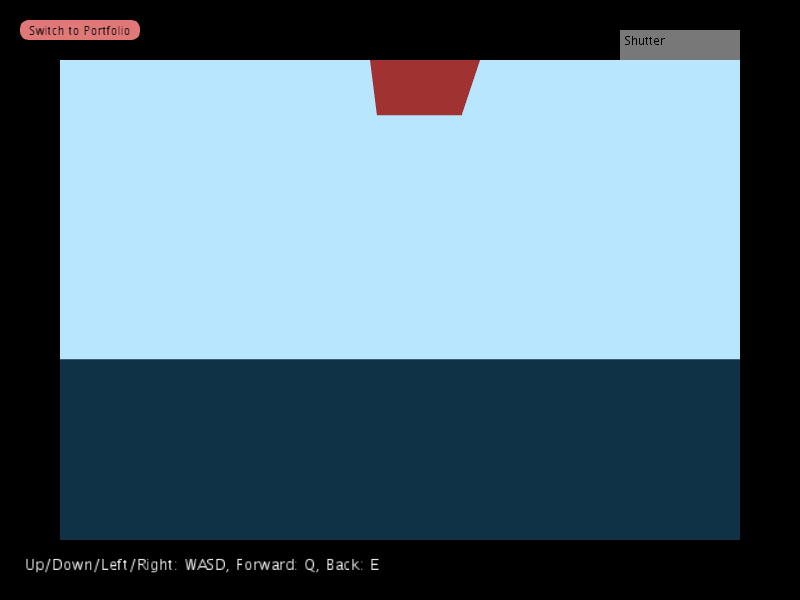 Switch to Portfolio
Shutter
Up/Down/Left/Right: WASD, Forward: Q, Back: E